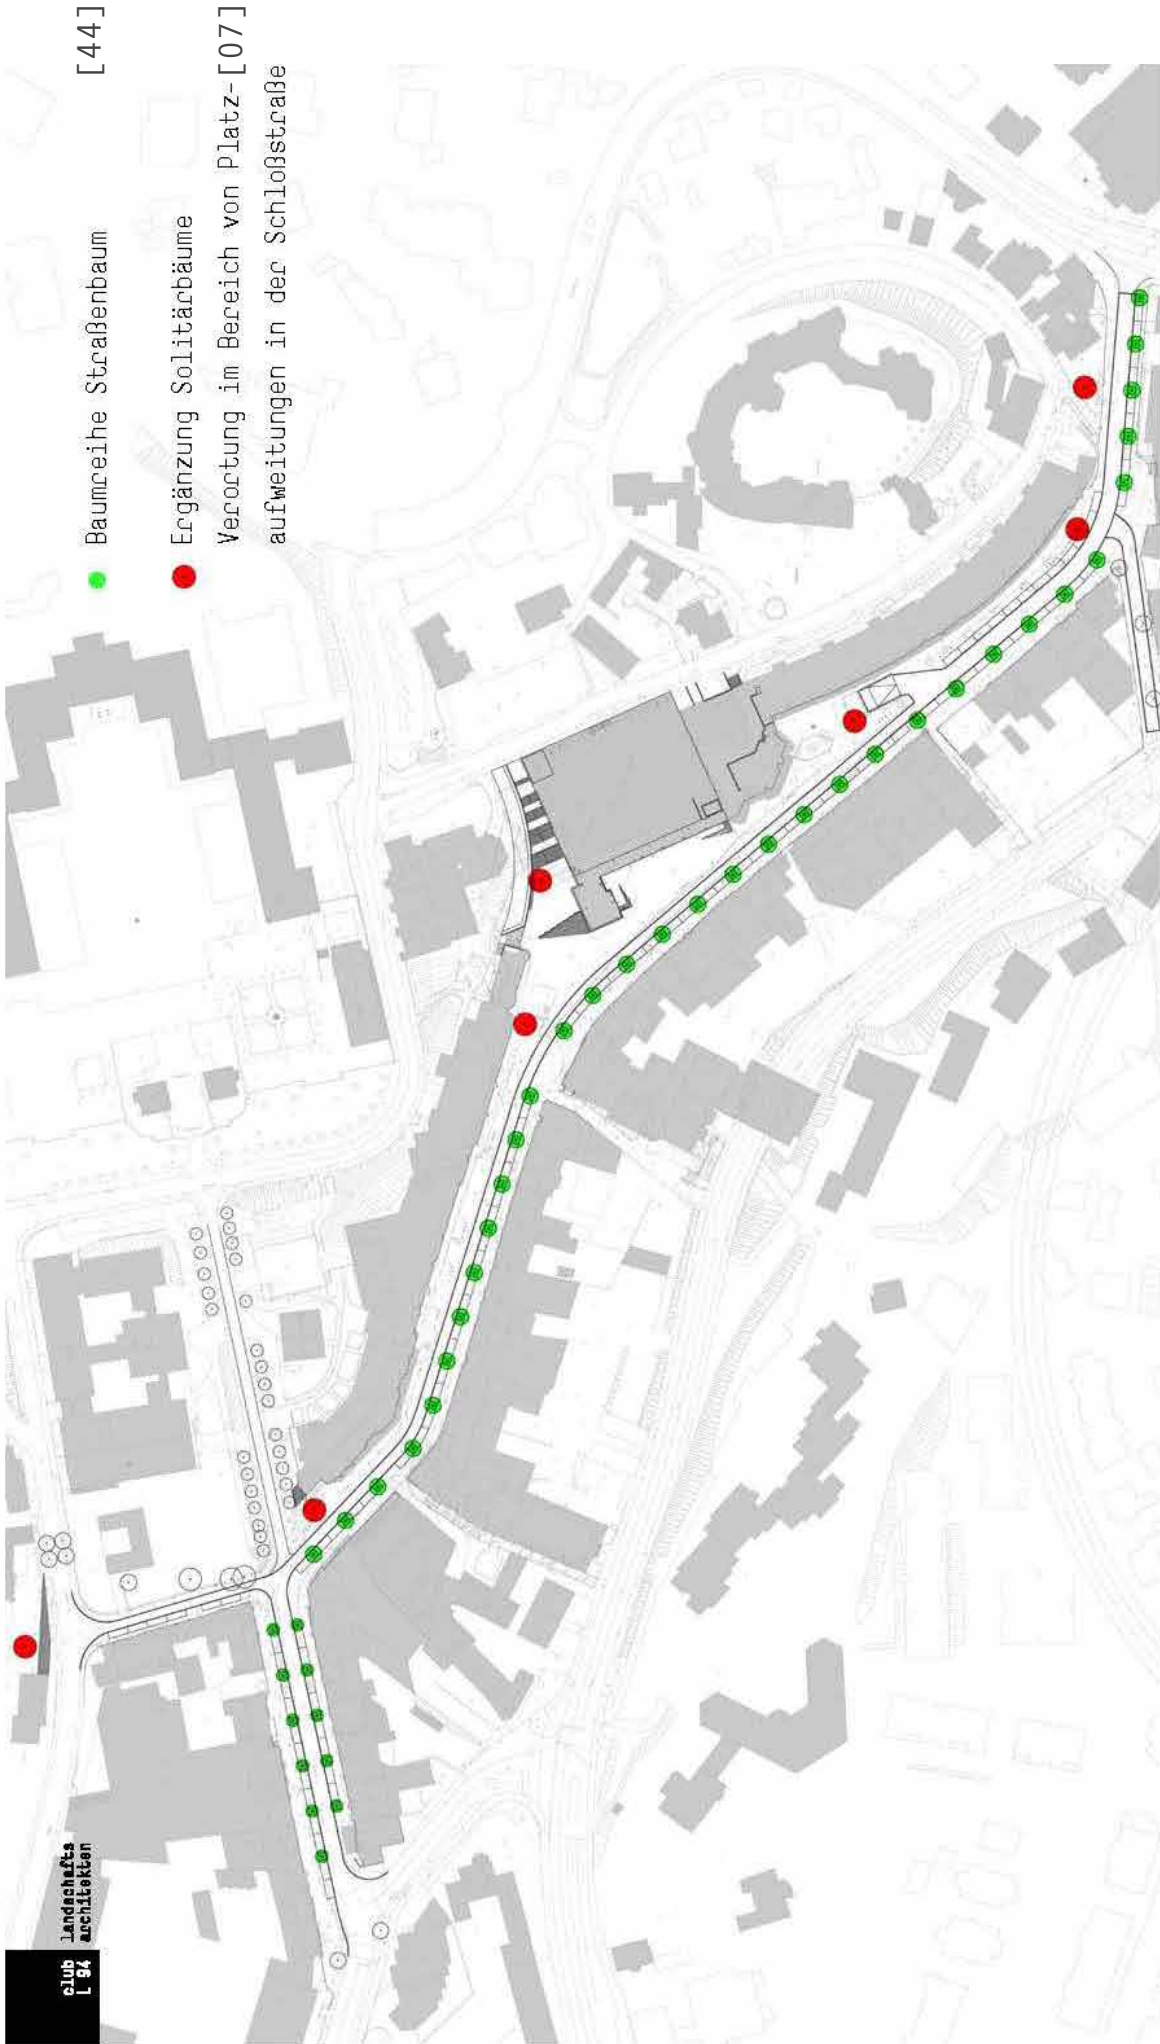 club landschafts
L 94 architekten
Baumreihe Straßenbaum [44]
Ergänzung Solitärbäume
Verortung im Bereich von Platz- [07]
aufweitungen in der Schloßstraße